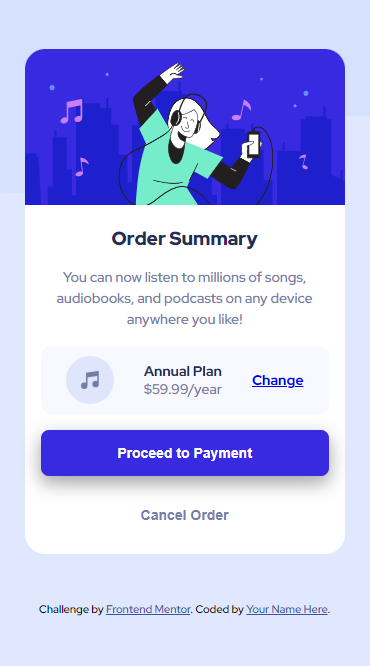 Order Summary
You can now listen to millions of songs,
audiobooks, and podcasts on any device
anywhere you like!
Annual Plan
$59.99/year
Change
Proceed to Payment
Cancel Order
Challenge by Frontend Mentor. Coded by Your Name Here.